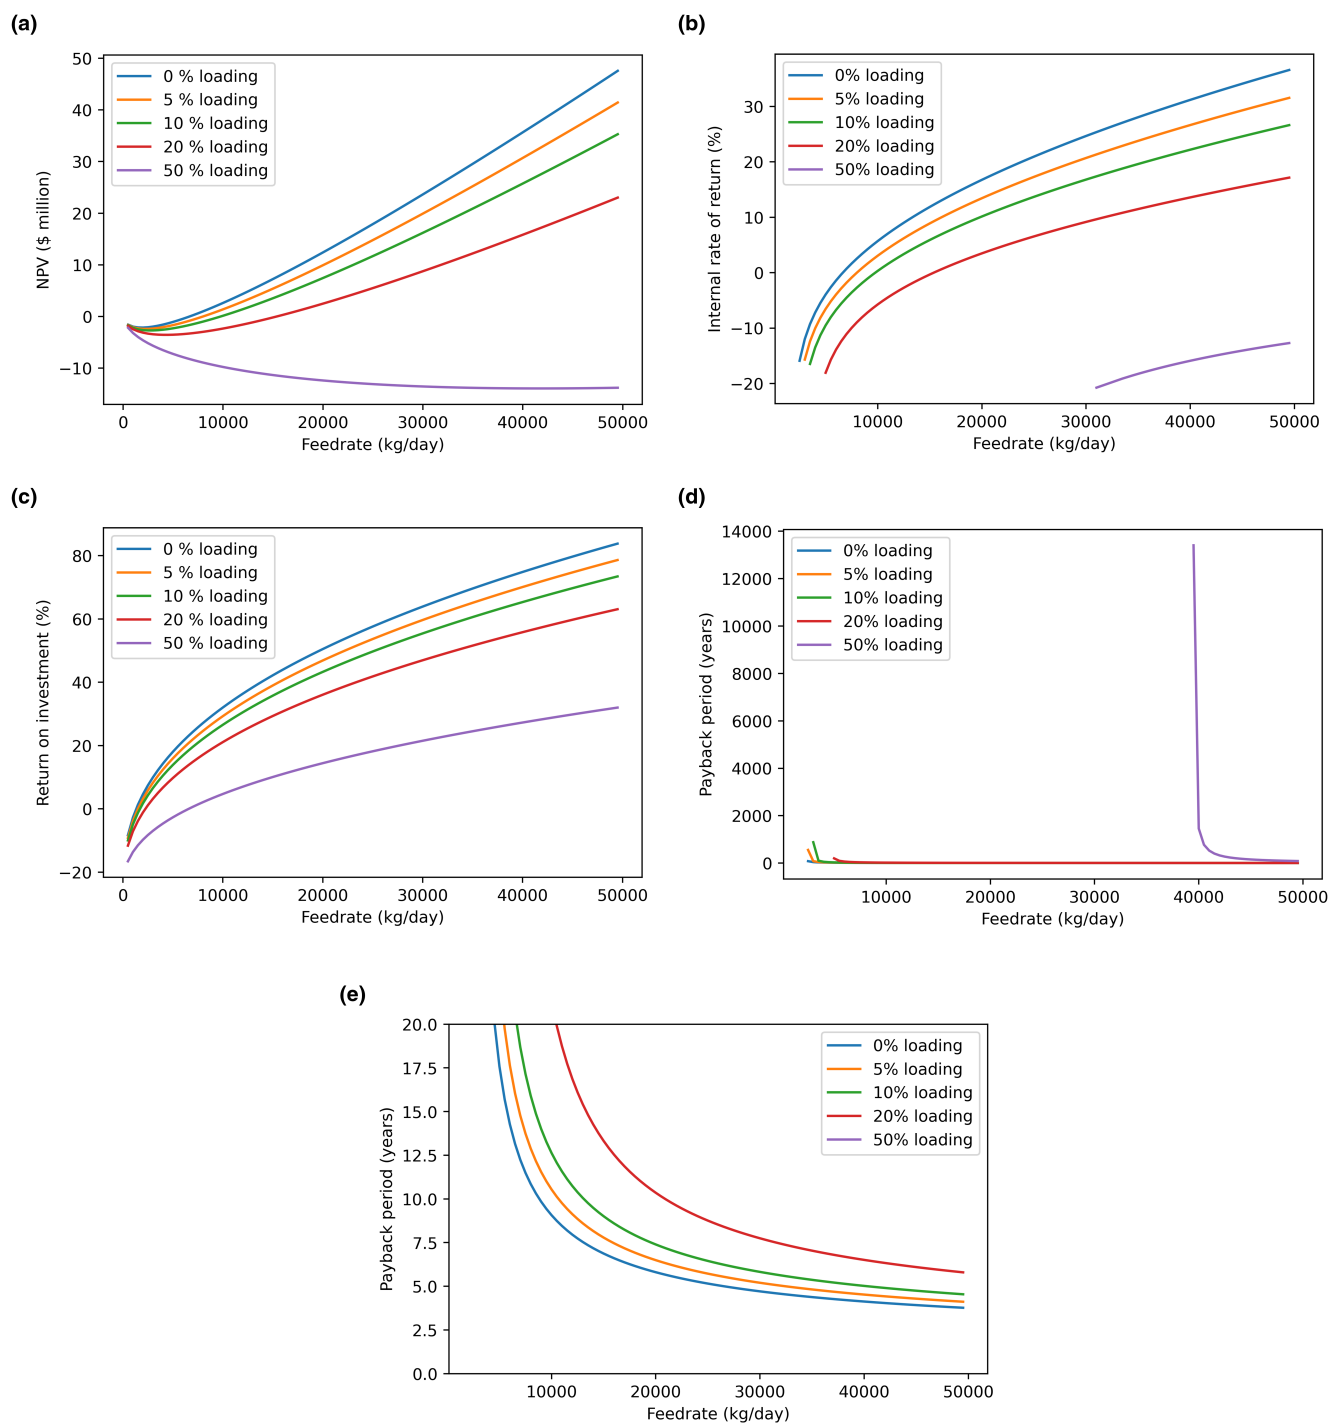 (a)
50
40
30
20
10
0
−10
NPV ($ million)
0 % loading
5 % loading
10 % loading
20 % loading
50 % loading
0 10000 20000 30000 40000 50000
Feedrate (kg/day)
(b)
30
20
10
0
−10
−20
Internal rate of return (%)
0% loading
5% loading
10% loading
20% loading
50% loading
10000 20000 30000 40000 50000
Feedrate (kg/day)
(c)
80
60
40
20
0
−20
Return on investment (%)
0 % loading
5 % loading
10 % loading
20 % loading
50 % loading
0 10000 20000 30000 40000 50000
Feedrate (kg/day)
(d)
14000
12000
10000
8000
6000
4000
2000
0
Payback period (years)
0% loading
5% loading
10% loading
20% loading
50% loading
10000 20000 30000 40000 50000
Feedrate (kg/day)
(e)
20.0
17.5
15.0
12.5
10.0
7.5
5.0
2.5
0.0
Payback period (years)
0% loading
5% loading
10% loading
20% loading
50% loading
10000 20000 30000 40000 50000
Feedrate (kg/day)